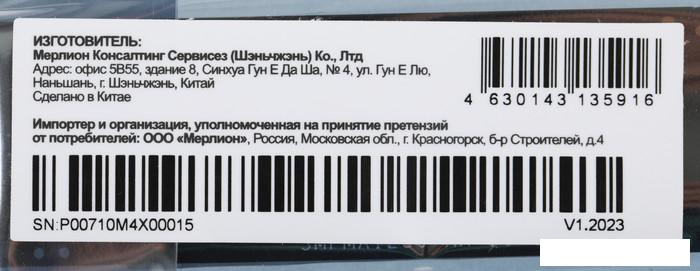 ИЗГОТОВИТЕЛЬ:
Мерлион Консалтинг Сервисез (Шэньчжэнь) Ко., Лтд
Адрес: офис 5В55, здание 8, Синхуа Гун Е Да Ша, № 4, ул. Гун Е Лю,
Наньшань, г. Шэньчжэнь, Китай
Сделано в Китае
4 630143 135916
Импортер и организация, уполномоченная на принятие претензий
от потребителей: ООО «Мерлион», Россия, Московская обл., г. Красногорск, б-р Строителей, д.4
SN:P00710M4X00015
V1.2023